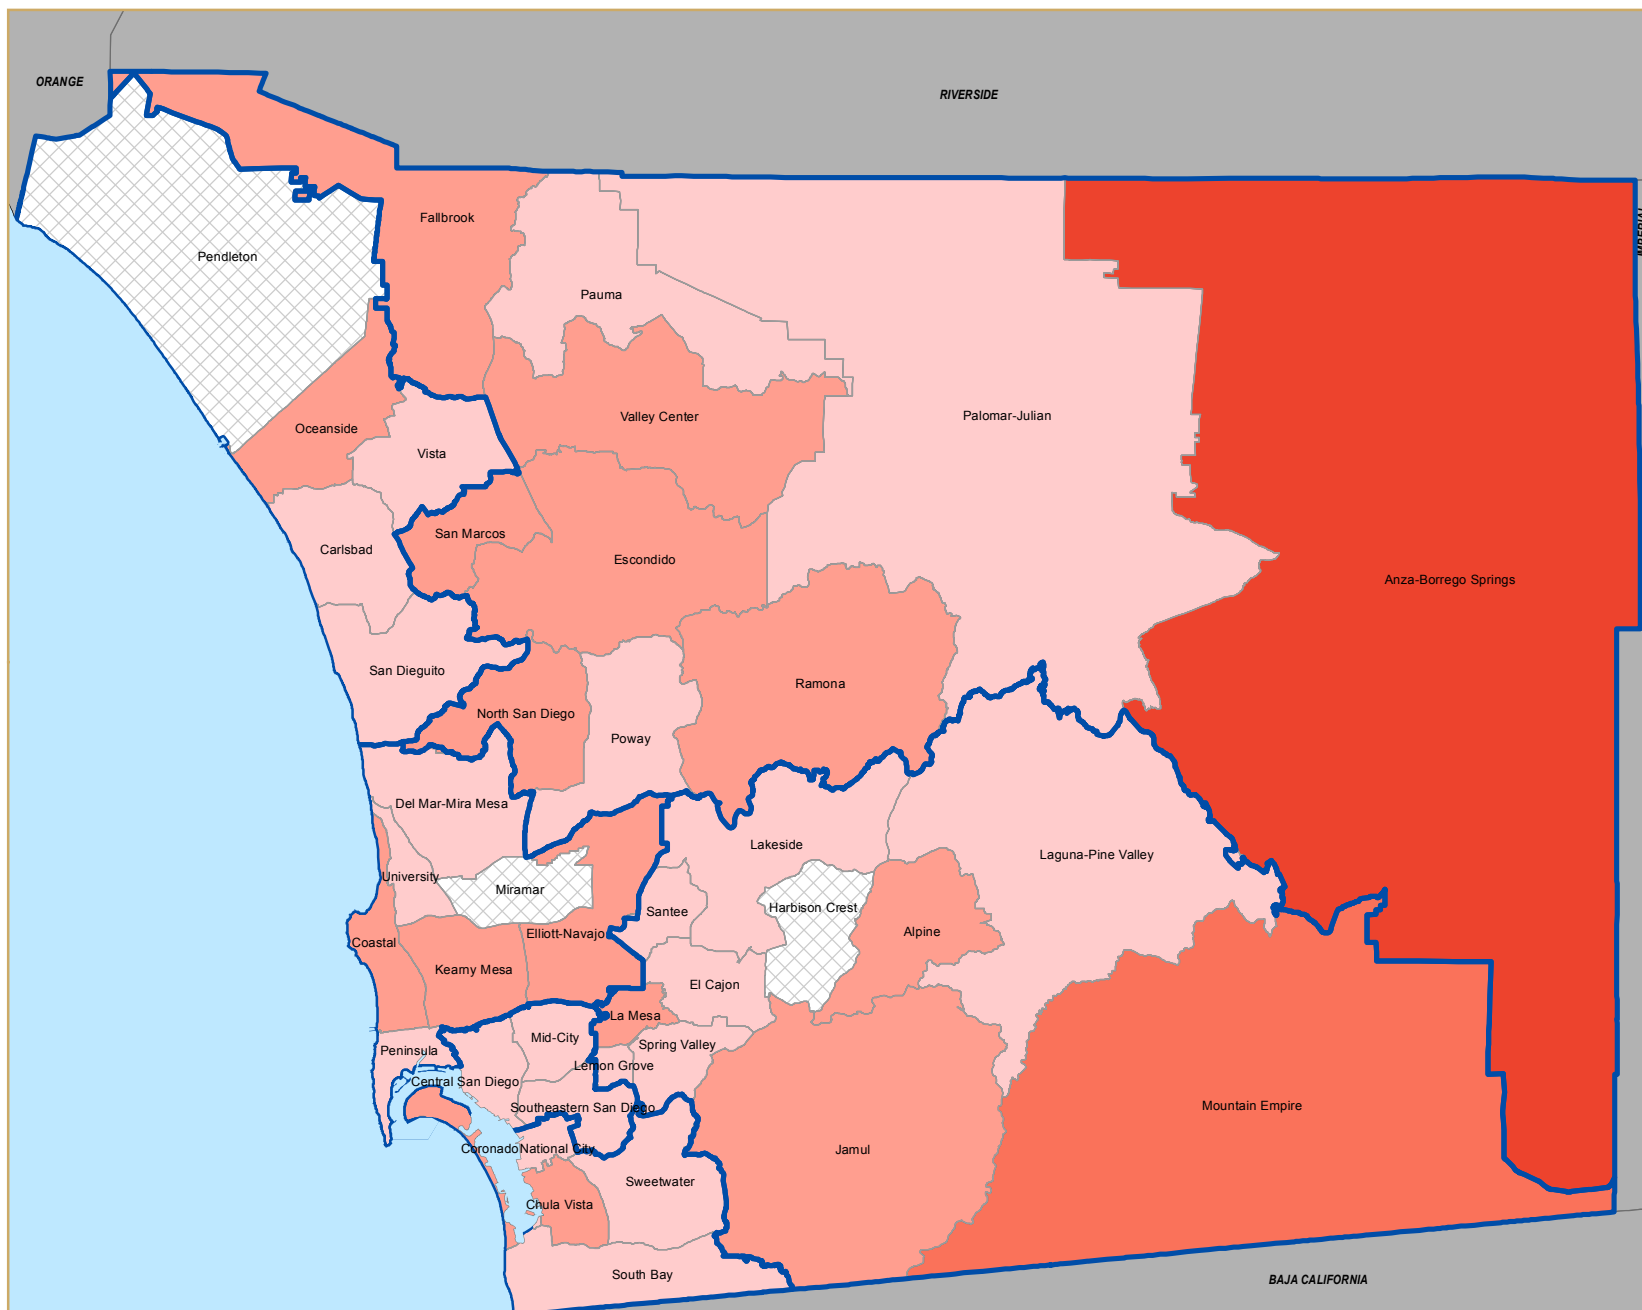 ORANGE
RIVERSIDE
IMPERIAL
Fallbrook
Pendleton
Pauma
Palomar-Julian
Valley Center
Oceanside
Vista
San Marcos
Carlsbad
Escondido
Anza-Borrego Springs
San Dieguito
Ramona
North San Diego
Poway
Del Mar-Mira Mesa
Lakeside
Laguna-Pine Valley
University
Miramar
Santee
Harbison Crest
Elliott-Navajo
Alpine
Coastal
Kearny Mesa
El Cajon
La Mesa
Mid-City
Spring Valley
Peninsula
Lemon Grove
Central San Diego
Southeastern San Diego
Mountain Empire
Coronado
National City
Jamul
Sweetwater
Chula Vista
South Bay
BAJA CALIFORNIA